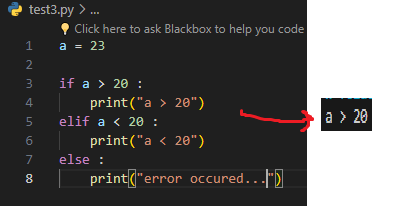 test3.py > ...
Click here to ask Blackbox to help you code
1 a = 23
2
3 if a > 20 :
4 print("a > 20")
5 elif a < 20 :
6 print("a < 20")
7 else :
8 print("error occured...")
a > 20